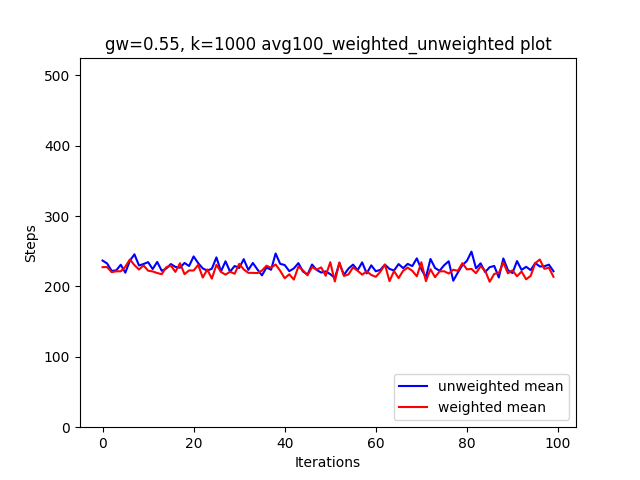 gw=0.55, k=1000 avg100_weighted_unweighted plot
Steps
500
400
300
200
100
0
0 20 40 60 80 100
Iterations
unweighted mean
weighted mean